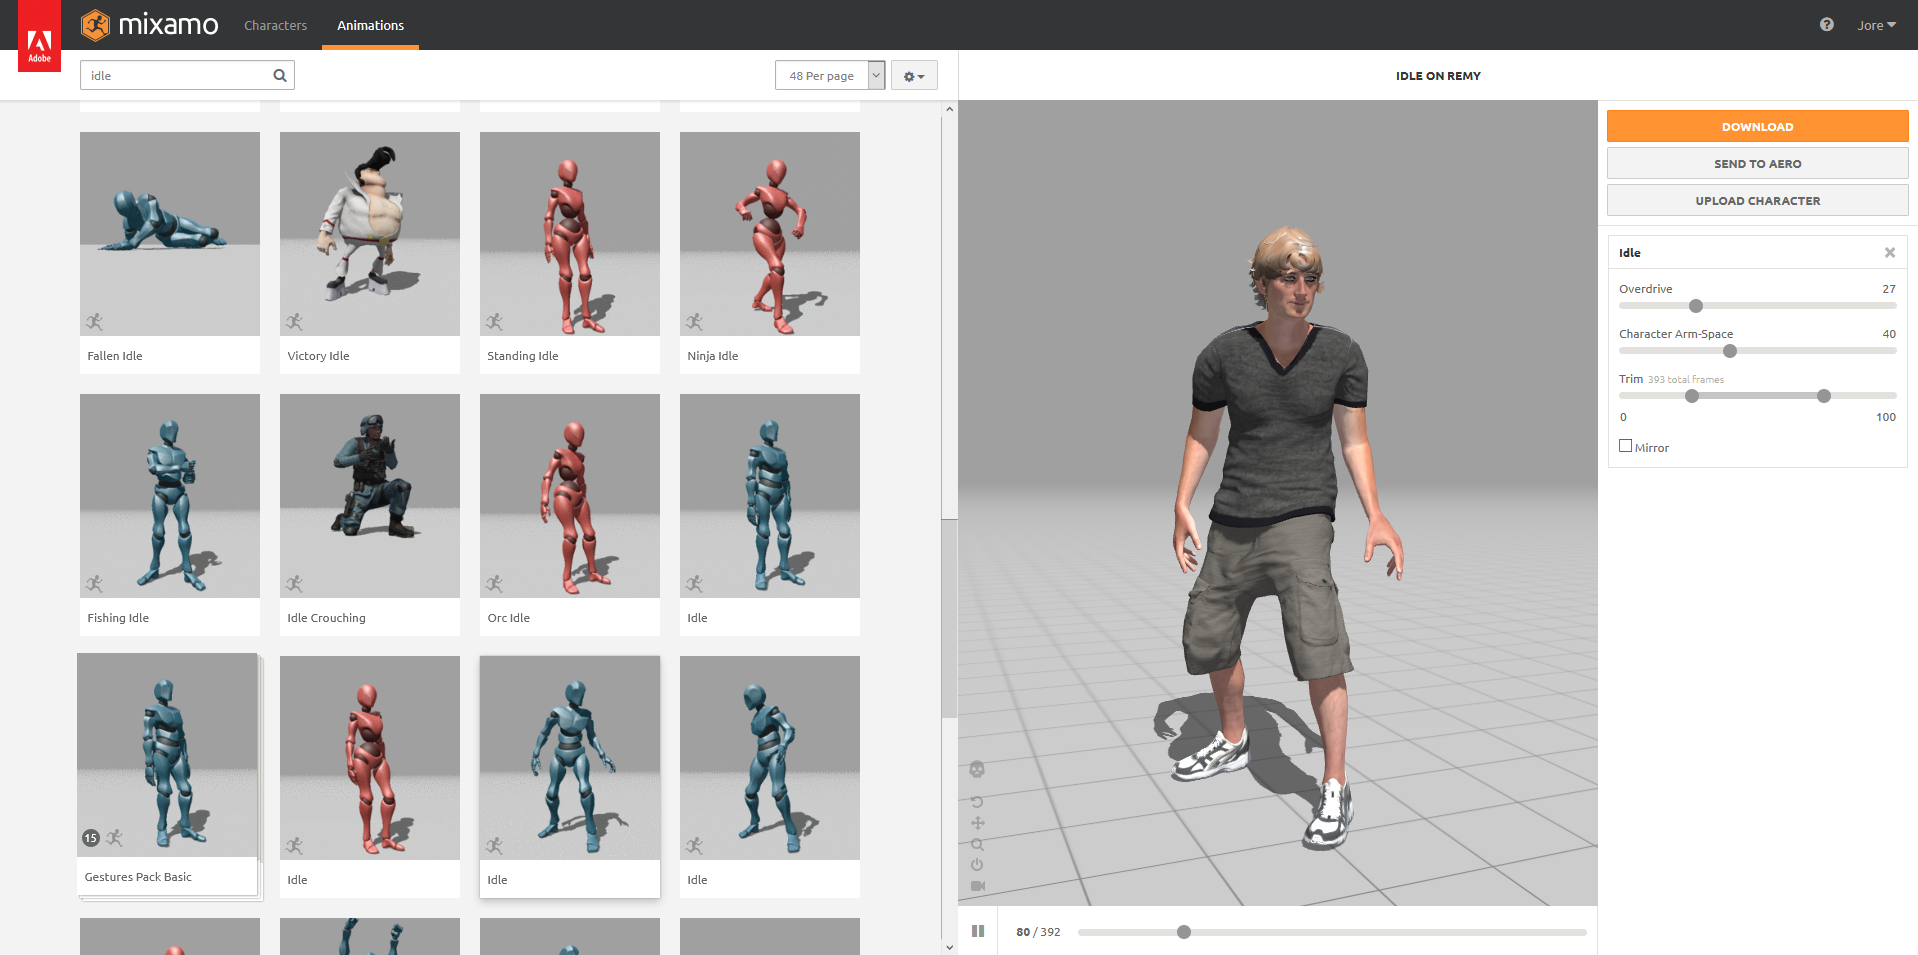 Adobe
mixamo
Characters
Animations
Jore
idle
48 Per page
IDLE ON REMY
Fallen Idle
Victory Idle
Standing Idle
Ninja Idle
Fishing Idle
Idle Crouching
Orc Idle
Idle
15
Gestures Pack Basic
Idle
Idle
Idle
80 / 392
DOWNLOAD
SEND TO AERO
UPLOAD CHARACTER
Idle
Overdrive 27
Character Arm-Space 40
Trim 393 total frames
0 100
Mirror